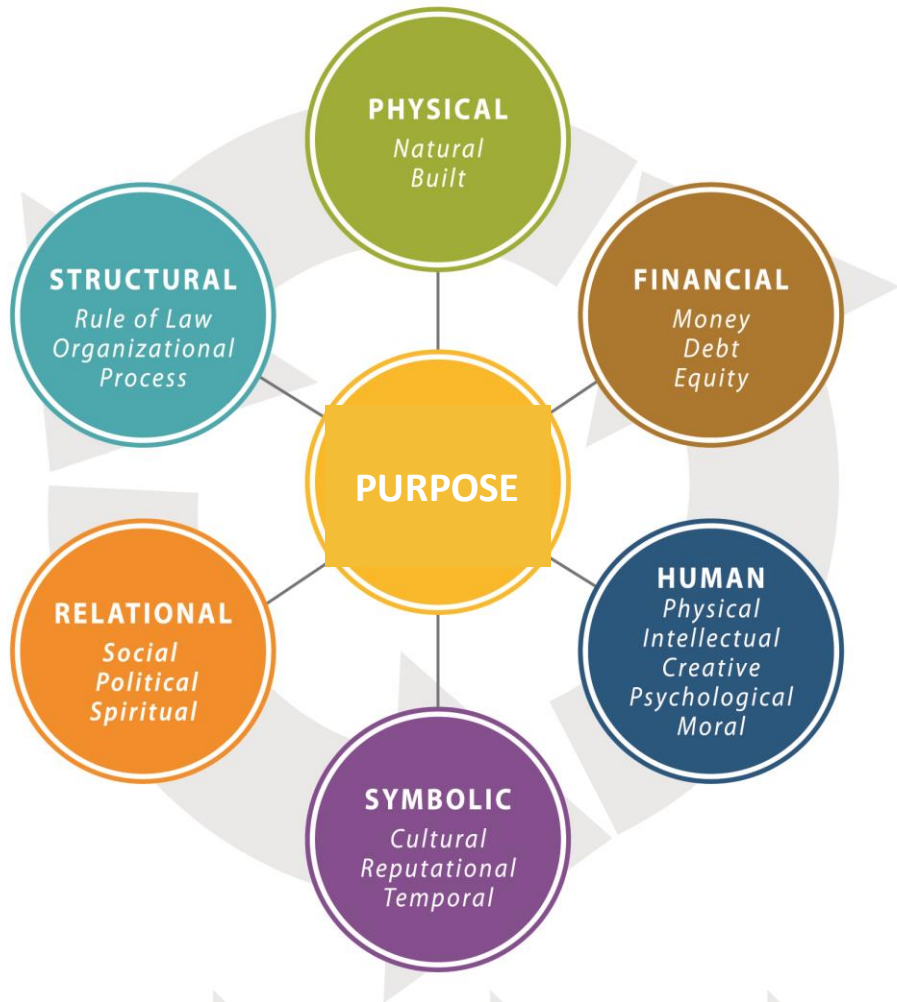 PHYSICAL
Natural
Built
STRUCTURAL
Rule of Law
Organizational
Process
FINANCIAL
Money
Debt
Equity
PURPOSE
RELATIONAL
Social
Political
Spiritual
HUMAN
Physical
Intellectual
Creative
Psychological
Moral
SYMBOLIC
Cultural
Reputational
Temporal